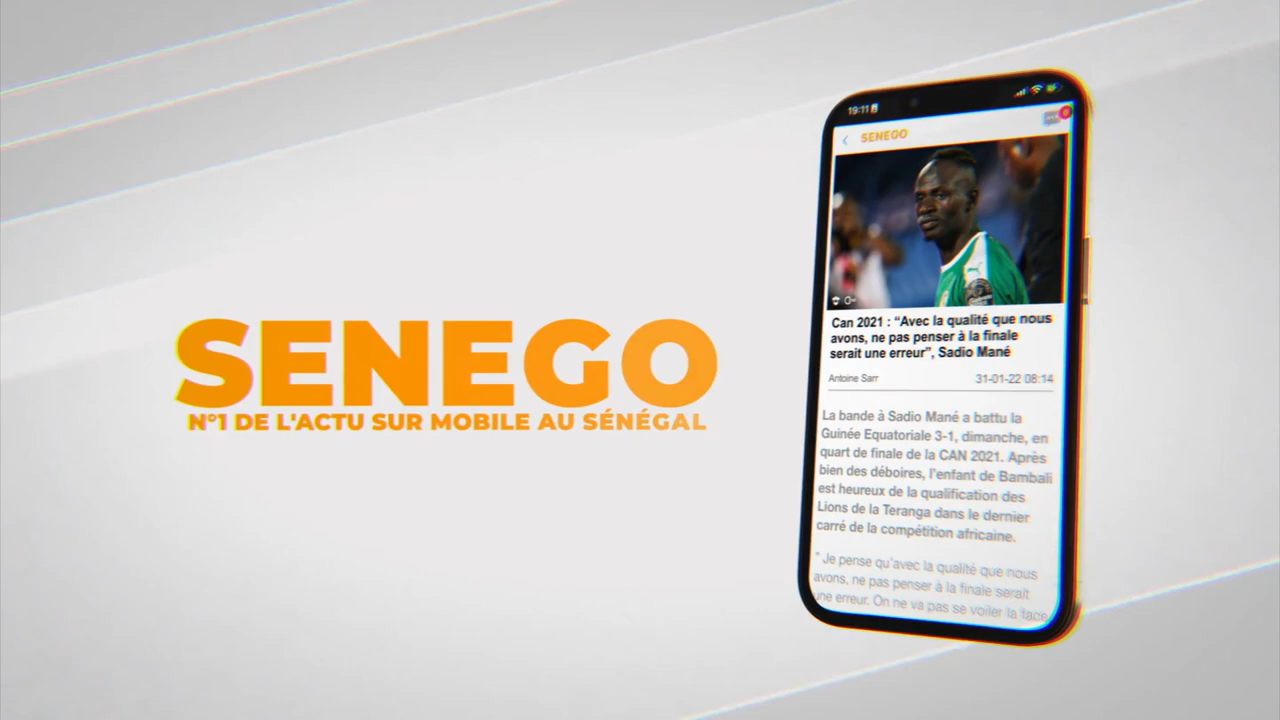 SENEGO
N°1 DE L'ACTU SUR MOBILE AU SÉNÉGAL
19:11
SENEGO
Can 2021 : “Avec la qualité que nous
avons, ne pas penser à la finale
serait une erreur”, Sadio Mané
Antoine Sarr 31-01-22 08:14
La bande à Sadio Mané a battu la
Guinée Equatoriale 3-1, dimanche, en
quart de finale de la CAN 2021. Après
bien des déboires, l'enfant de Bambali
est heureux de la qualification des
Lions de la Teranga dans le dernier
carré de la compétition africaine.
" Je pense qu'avec la qualité que nous
avons, ne pas penser à la finale serait
une erreur. On ne va pas se voiler la face